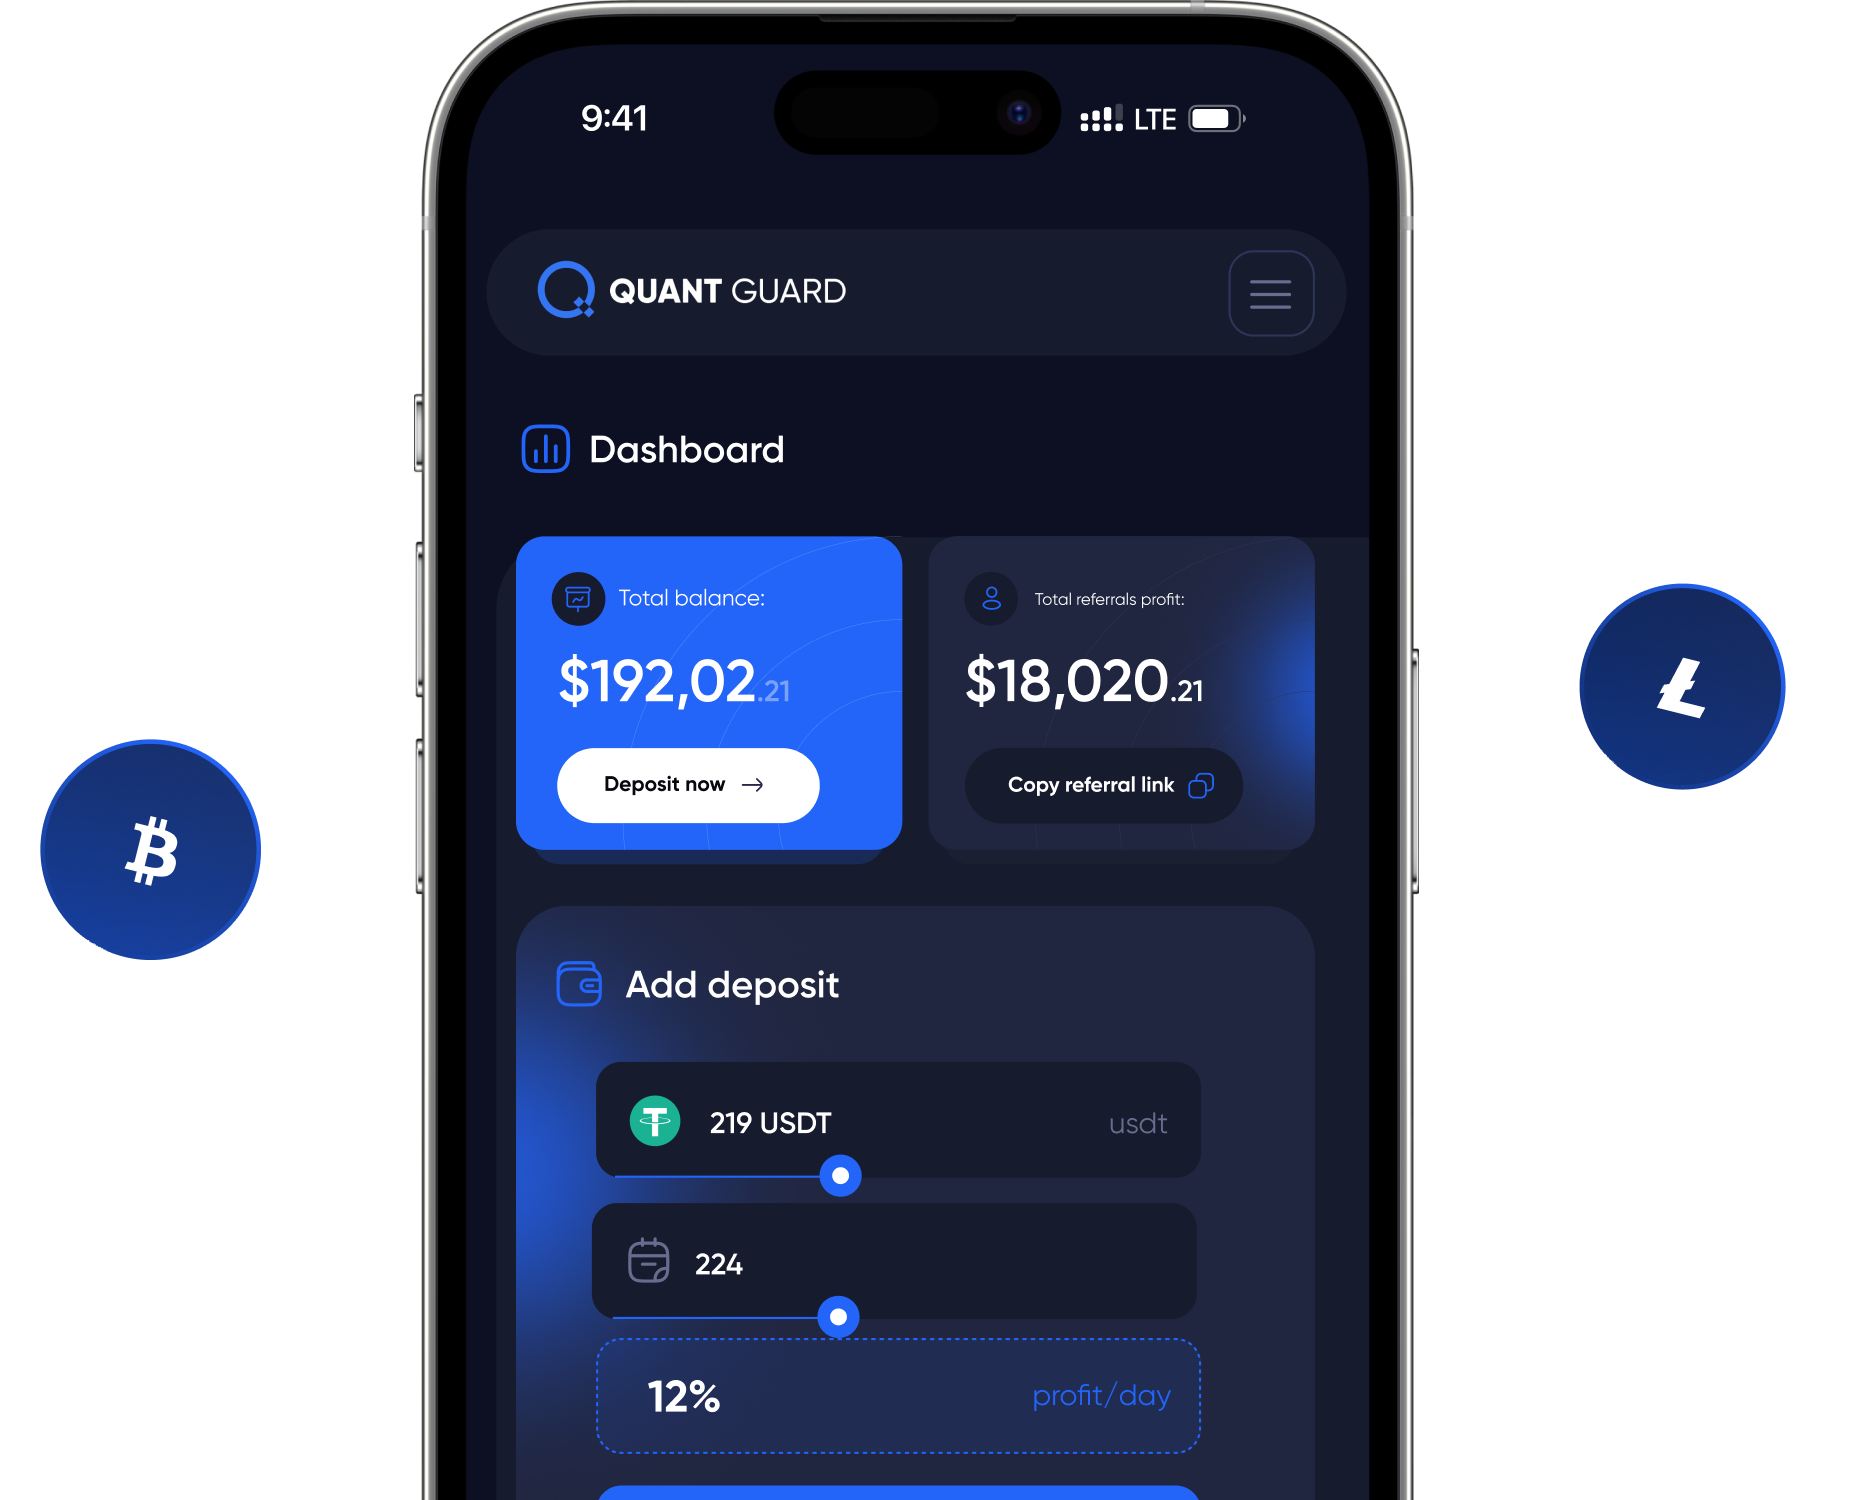 9:41
LTE
QUANT GUARD
Dashboard
Total balance:
$192,02.21
Deposit now
Total referrals profit:
$18,020.21
Copy referral link
Add deposit
219 USDT
usdt
224
12%
profit/day